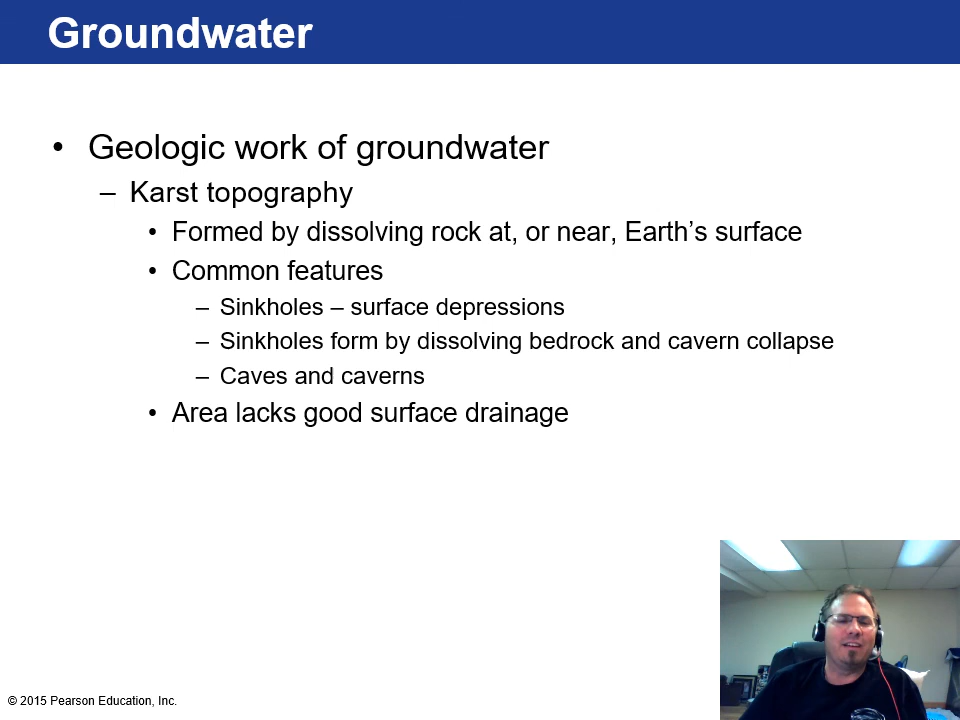 Groundwater
• Geologic work of groundwater
– Karst topography
• Formed by dissolving rock at, or near, Earth’s surface
• Common features
– Sinkholes – surface depressions
– Sinkholes form by dissolving bedrock and cavern collapse
– Caves and caverns
• Area lacks good surface drainage
© 2015 Pearson Education, Inc.